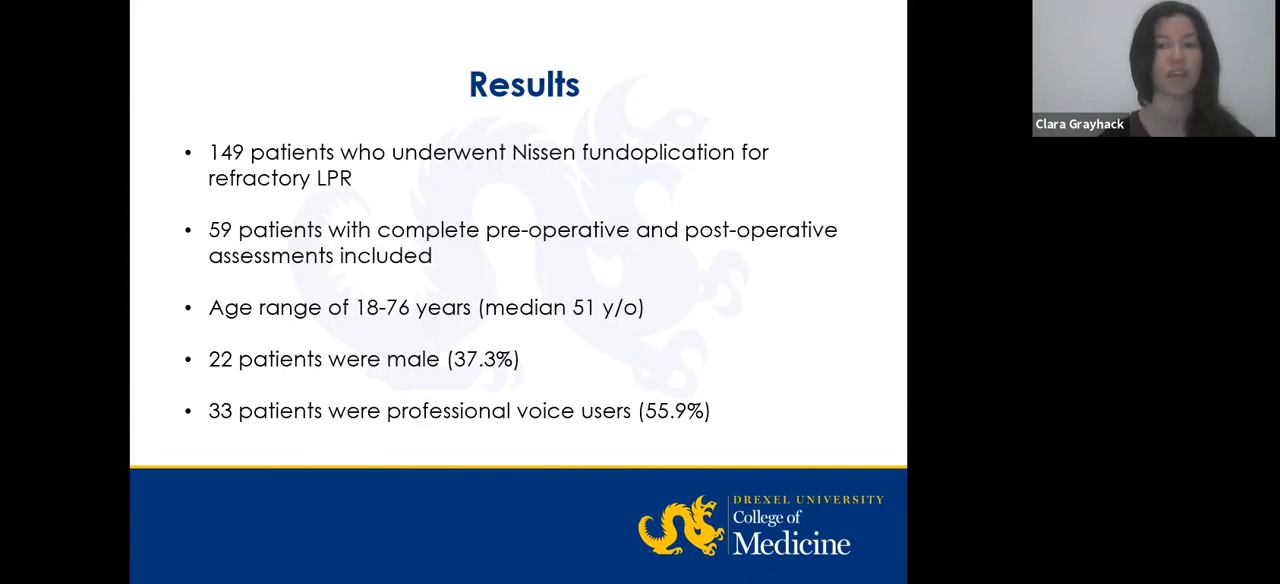 Results
• 149 patients who underwent Nissen fundoplication for
refractory LPR
• 59 patients with complete pre-operative and post-operative
assessments included
• Age range of 18-76 years (median 51 y/o)
• 22 patients were male (37.3%)
• 33 patients were professional voice users (55.9%)
DREXEL UNIVERSITY
College of
Medicine
Clara Grayhack